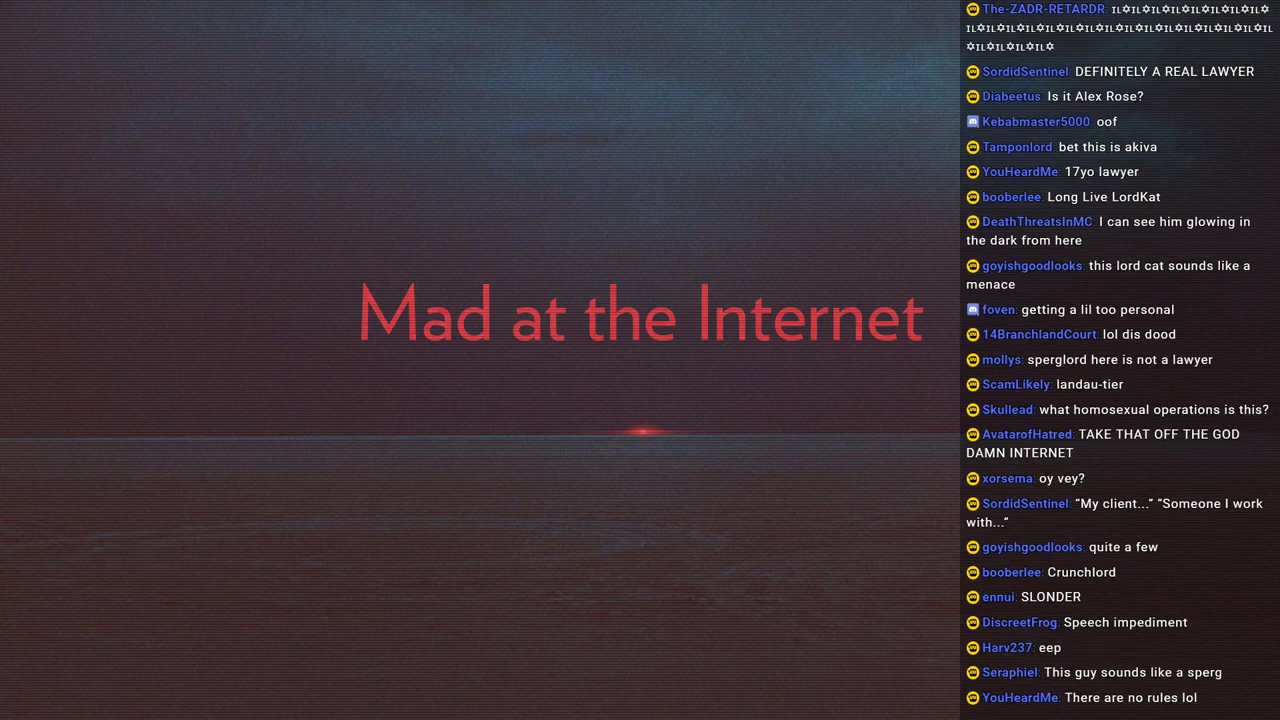 Mad at the Internet
The-ZADR-RETARDR:
SordidSentinel: DEFINITELY A REAL LAWYER
Diabeetus: Is it Alex Rose?
Kebabmaster5000: oof
Tamponlord: bet this is akiva
YouHeardMe: 17yo lawyer
booberlee: Long Live LordKat
DeathThreatsInMC: I can see him glowing in
the dark from here
goyishgoodlooks: this lord cat sounds like a
menace
foven: getting a lil too personal
14BranchlandCourt: lol dis dood
mollys: sperglord here is not a lawyer
ScamLikely: landau-tier
Skullead: what homosexual operations is this?
AvatarofHatred: TAKE THAT OFF THE GOD
DAMN INTERNET
xorsema: oy vey?
SordidSentinel: “My client...” “Someone I work
with...”
goyishgoodlooks: quite a few
booberlee: Crunchlord
ennui: SLONDER
DiscreetFrog: Speech impediment
Harv237: eep
Seraphiel: This guy sounds like a sperg
YouHeardMe: There are no rules lol